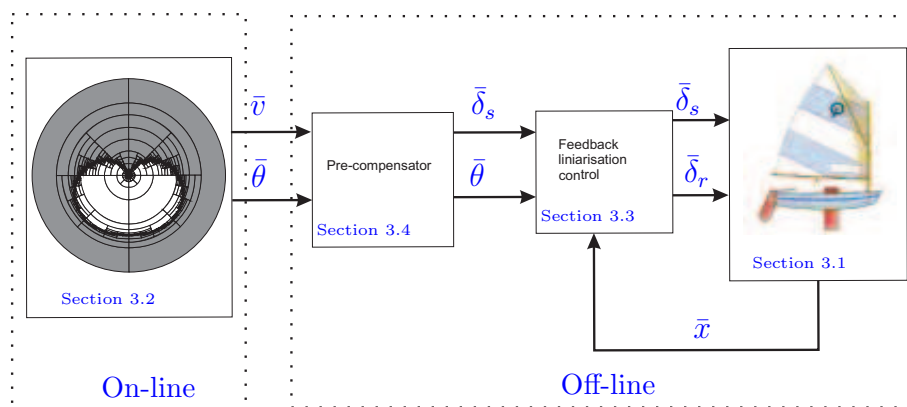 v̄
θ̄
Section 3.2
Pre-compensator
Section 3.4
δ̄ₛ
θ̄
Feedback
liniarisation
control
Section 3.3
δ̄ₛ
δ̄ᵣ
Section 3.1
x̄
On-line
Off-line